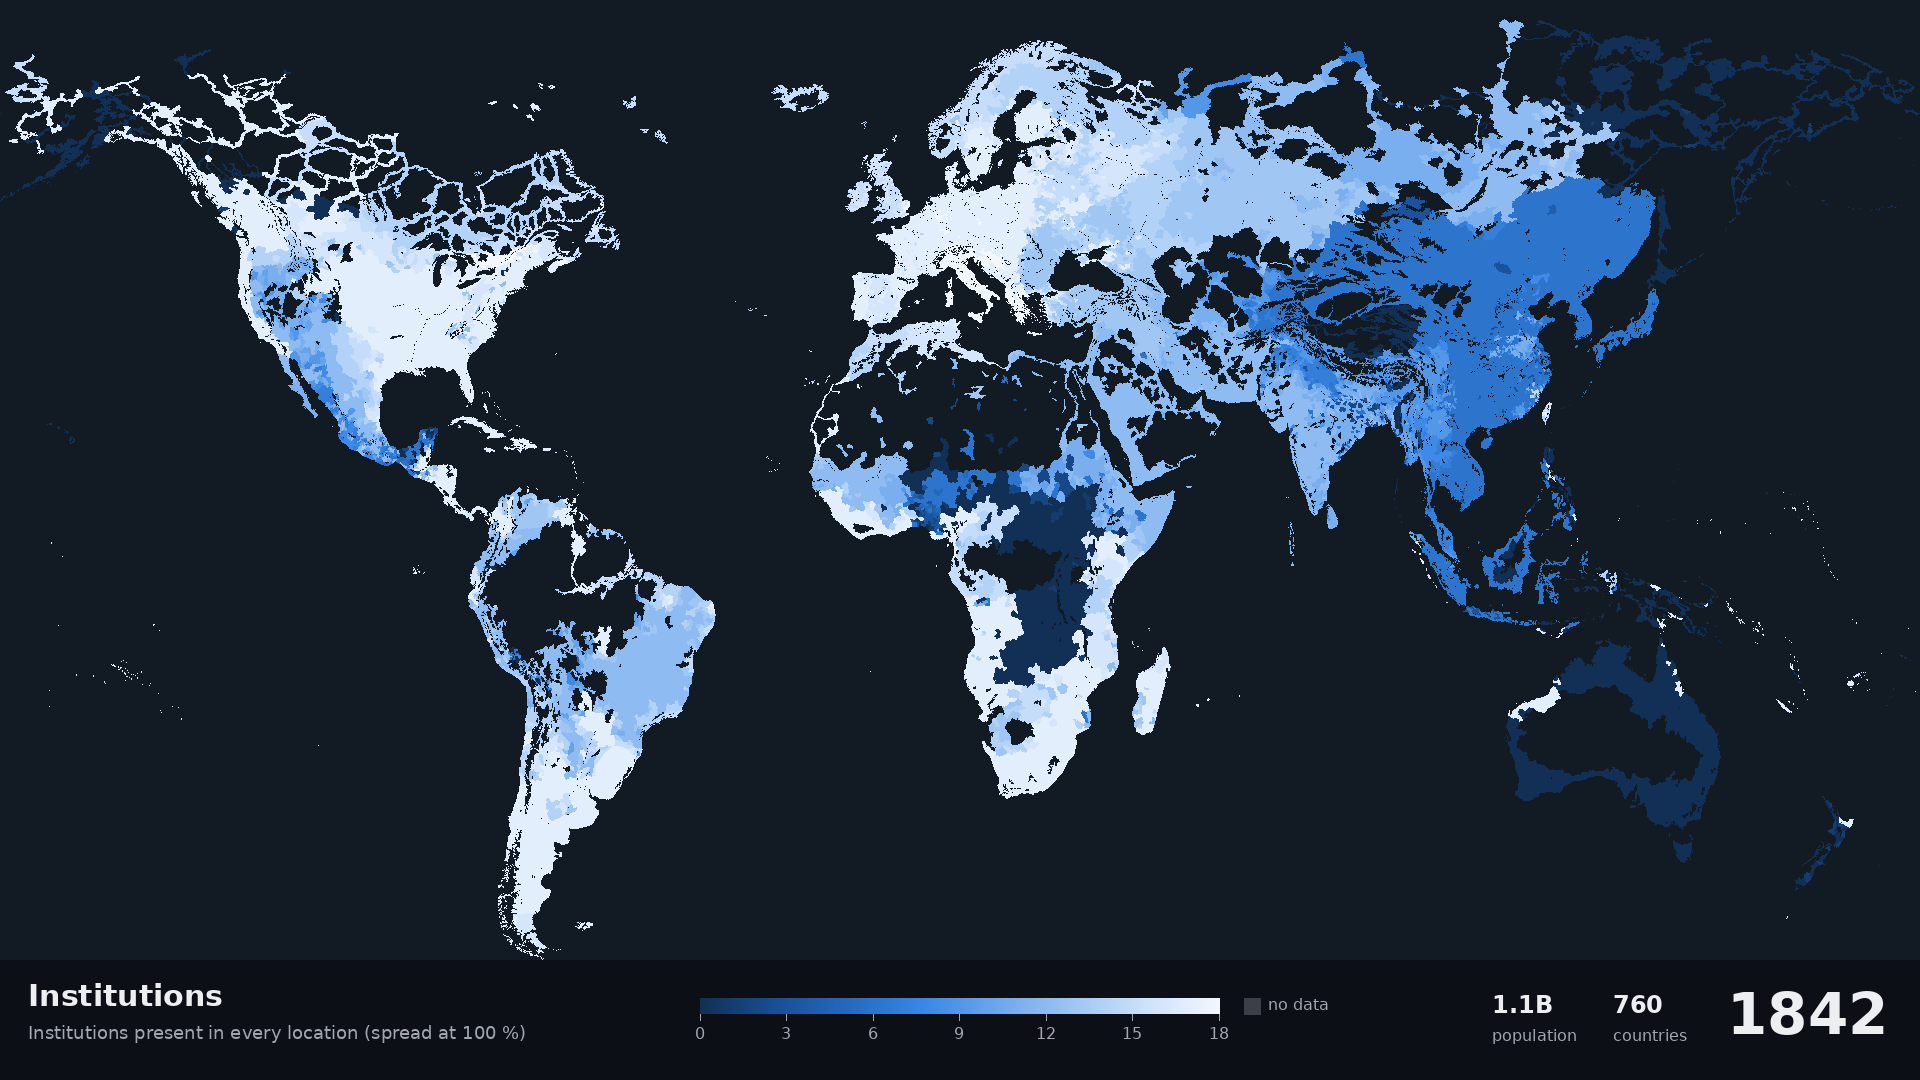 Institutions
Institutions present in every location (spread at 100 %)
0 3 6 9 12 15 18
no data
1.1B
population
760
countries
1842